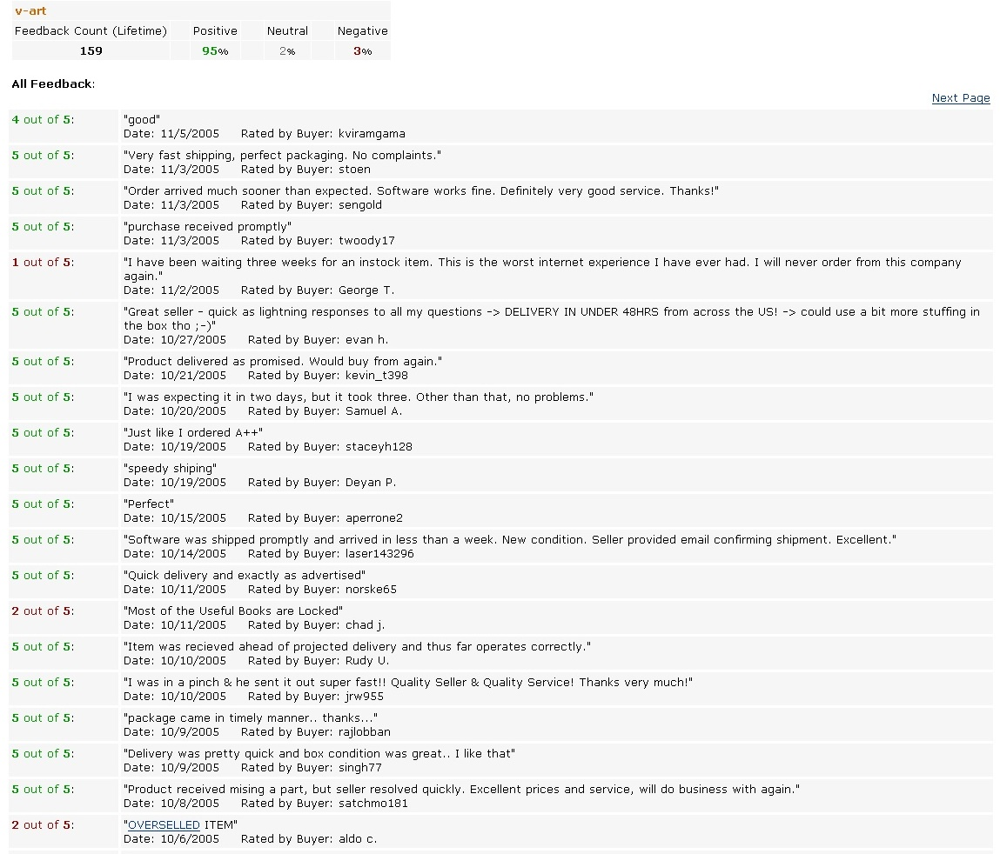 v-art
Feedback Count (Lifetime) Positive Neutral Negative
159 95% 2% 3%
All Feedback:
Next Page
4 out of 5: "good"
Date: 11/5/2005 Rated by Buyer: kviramgama
5 out of 5: "Very fast shipping, perfect packaging. No complaints."
Date: 11/3/2005 Rated by Buyer: stoen
5 out of 5: "Order arrived much sooner than expected. Software works fine. Definitely very good service. Thanks!"
Date: 11/3/2005 Rated by Buyer: sengold
5 out of 5: "purchase received promptly"
Date: 11/3/2005 Rated by Buyer: twoody17
1 out of 5: "I have been waiting three weeks for an instock item. This is the worst internet experience I have ever had. I will never order from this company
again."
Date: 11/2/2005 Rated by Buyer: George T.
5 out of 5: "Great seller - quick as lightning responses to all my questions -> DELIVERY IN UNDER 48HRS from across the US! -> could use a bit more stuffing in
the box tho ;-)"
Date: 10/27/2005 Rated by Buyer: evan h.
5 out of 5: "Product delivered as promised. Would buy from again."
Date: 10/21/2005 Rated by Buyer: kevin_t398
5 out of 5: "I was expecting it in two days, but it took three. Other than that, no problems."
Date: 10/20/2005 Rated by Buyer: Samuel A.
5 out of 5: "Just like I ordered A++"
Date: 10/19/2005 Rated by Buyer: staceyh128
5 out of 5: "speedy shiping"
Date: 10/19/2005 Rated by Buyer: Deyan P.
5 out of 5: "Perfect"
Date: 10/15/2005 Rated by Buyer: aperrone2
5 out of 5: "Software was shipped promptly and arrived in less than a week. New condition. Seller provided email confirming shipment. Excellent."
Date: 10/14/2005 Rated by Buyer: laser143296
5 out of 5: "Quick delivery and exactly as advertised"
Date: 10/11/2005 Rated by Buyer: norske65
2 out of 5: "Most of the Useful Books are Locked"
Date: 10/11/2005 Rated by Buyer: chad j.
5 out of 5: "Item was recieved ahead of projected delivery and thus far operates correctly."
Date: 10/10/2005 Rated by Buyer: Rudy U.
5 out of 5: "I was in a pinch & he sent it out super fast!! Quality Seller & Quality Service! Thanks very much!"
Date: 10/10/2005 Rated by Buyer: jrw955
5 out of 5: "package came in timely manner.. thanks..."
Date: 10/9/2005 Rated by Buyer: rajlobban
5 out of 5: "Delivery was pretty quick and box condition was great.. I like that"
Date: 10/9/2005 Rated by Buyer: singh77
5 out of 5: "Product received mising a part, but seller resolved quickly. Excellent prices and service, will do business with again."
Date: 10/8/2005 Rated by Buyer: satchmo181
2 out of 5: "OVERSELLED ITEM"
Date: 10/6/2005 Rated by Buyer: aldo c.